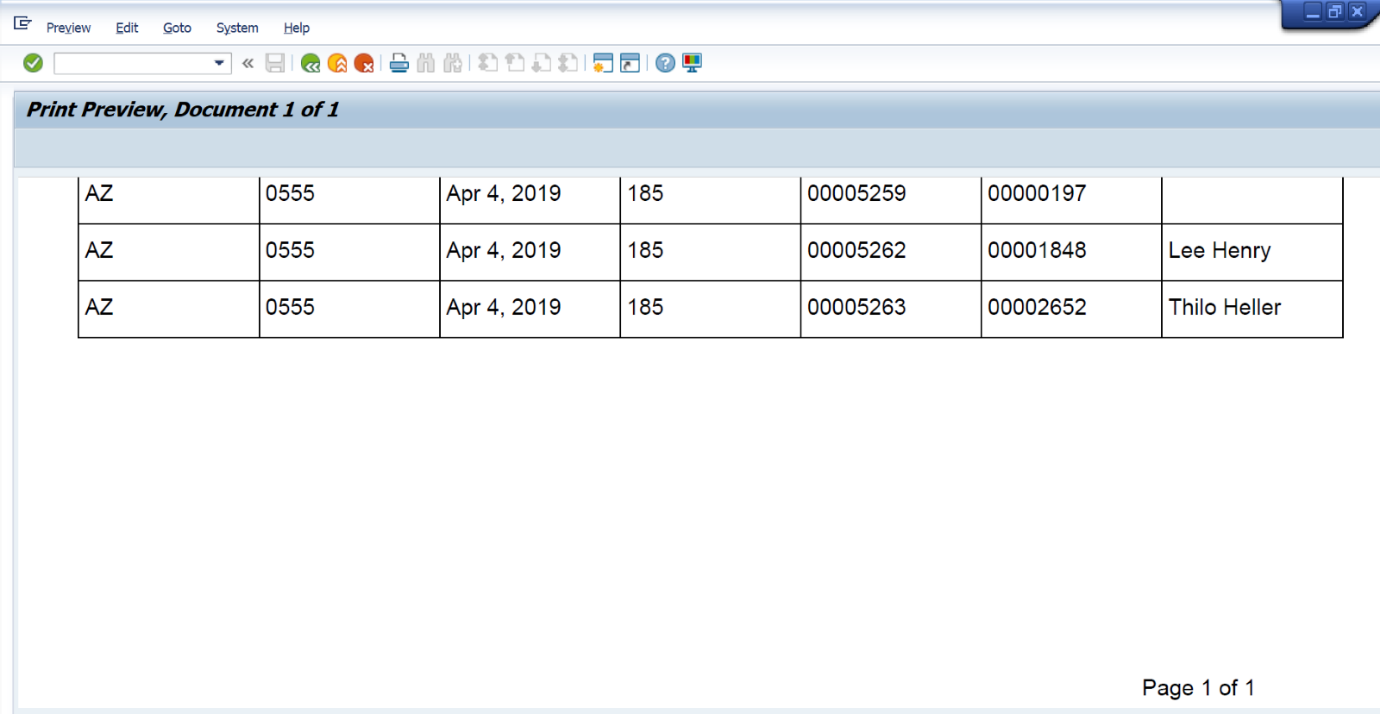 Preview Edit Goto System Help
Print Preview, Document 1 of 1
AZ 0555 Apr 4, 2019 185 00005259 00000197
AZ 0555 Apr 4, 2019 185 00005262 00001848 Lee Henry
AZ 0555 Apr 4, 2019 185 00005263 00002652 Thilo Heller
Page 1 of 1